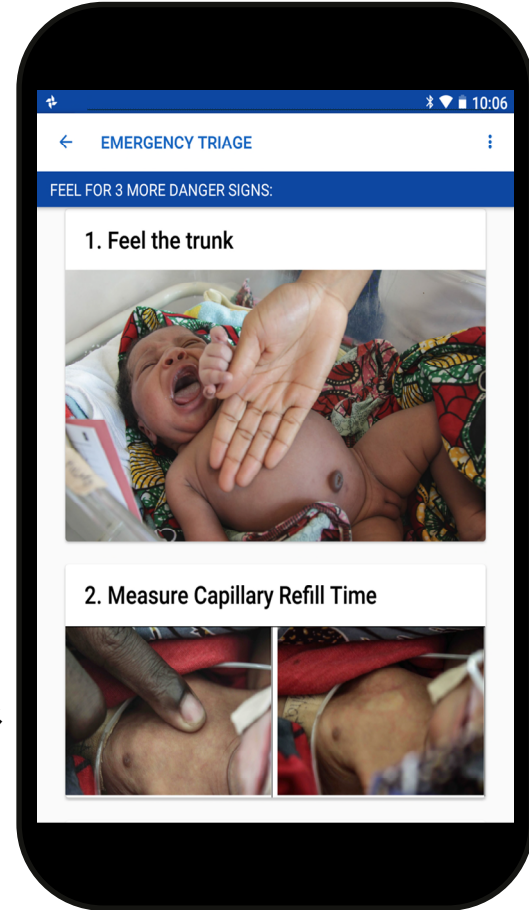 10:06
EMERGENCY TRIAGE
FEEL FOR 3 MORE DANGER SIGNS:
1. Feel the trunk
2. Measure Capillary Refill Time